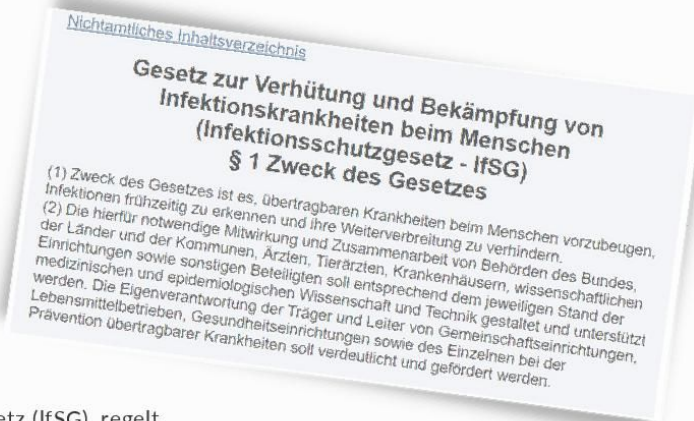 Nichtamtliches Inhaltsverzeichnis
Gesetz zur Verhütung und Bekämpfung von
Infektionskrankheiten beim Menschen
(Infektionsschutzgesetz - IfSG)
§ 1 Zweck des Gesetzes
(1) Zweck des Gesetzes ist es, übertragbaren Krankheiten beim Menschen vorzubeugen,
Infektionen frühzeitig zu erkennen und ihre Weiterverbreitung zu verhindern.
(2) Die hierfür notwendige Mitwirkung und Zusammenarbeit von Behörden des Bundes,
der Länder und der Kommunen, Ärzten, Tierärzten, Krankenhäusern, wissenschaftlichen
Einrichtungen sowie sonstigen Beteiligten soll entsprechend dem jeweiligen Stand der
medizinischen und epidemiologischen Wissenschaft und Technik gestaltet und unterstützt
werden. Die Eigenverantwortung der Träger und Leiter von Gemeinschaftseinrichtungen,
Lebensmittelbetrieben, Gesundheitseinrichtungen sowie des Einzelnen bei der
Prävention übertragbarer Krankheiten soll verdeutlicht und gefördert werden.
(IfSG) regelt